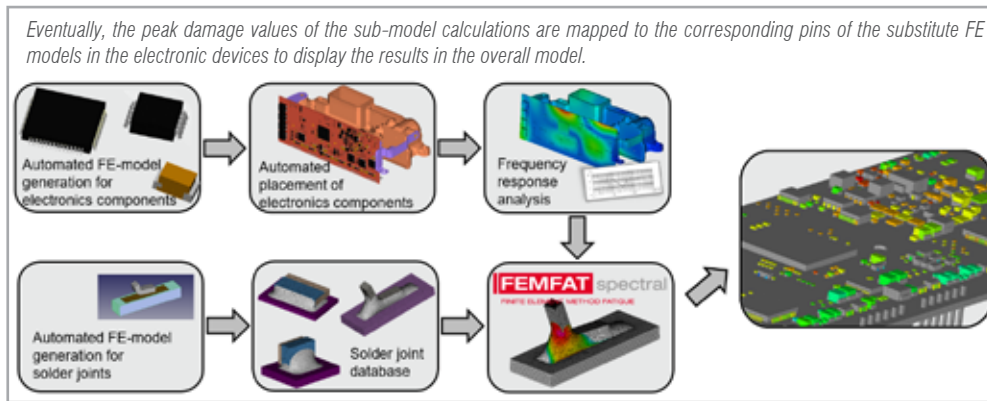 Eventually, the peak damage values of the sub-model calculations are mapped to the corresponding pins of the substitute FE
models in the electronic devices to display the results in the overall model.
Automated FE-model
generation for
electronics components
Automated
placement of
electronics components
Frequency
response
analysis
Automated FE-model
generation for
solder joints
Solder joint
database
FEMFAT spectral
FINITE ELEMENT METHOD FATIGUE